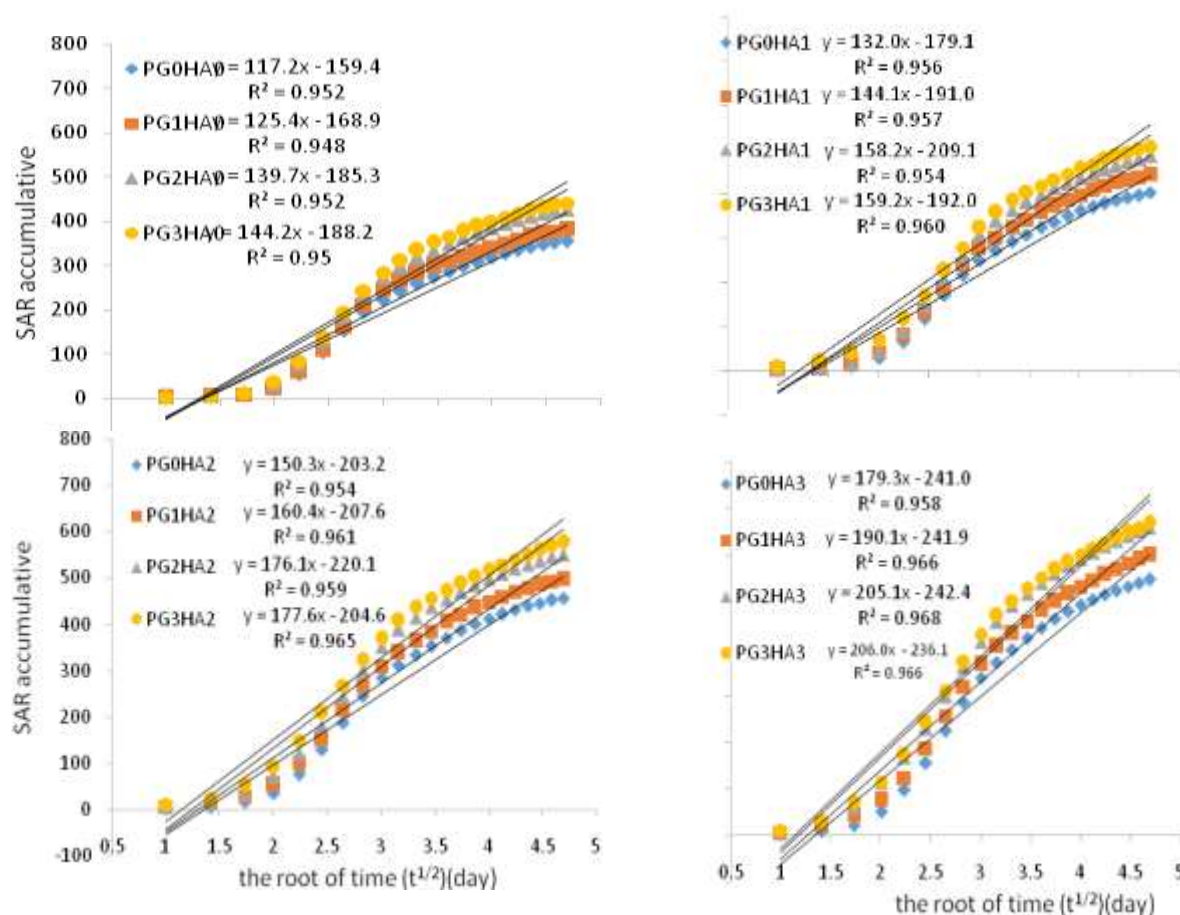 800
700
600
500
400
300
200
100
0
SAR accumulative
PG0HA0 y = 117.2x - 159.4
R² = 0.952
PG1HA0 y = 125.4x - 168.9
R² = 0.948
PG2HA0 y = 139.7x - 185.3
R² = 0.952
PG3HA0 y = 144.2x - 188.2
R² = 0.95
PG0HA1 y = 132.0x - 179.1
R² = 0.956
PG1HA1 y = 144.1x - 191.0
R² = 0.957
PG2HA1 y = 158.2x - 209.1
R² = 0.954
PG3HA1 y = 159.2x - 192.0
R² = 0.960
800
700
600
500
400
300
200
100
0
-100
SAR accumulative
PG0HA2 y = 150.3x - 203.2
R² = 0.954
PG1HA2 y = 160.4x - 207.6
R² = 0.961
PG2HA2 y = 176.1x - 220.1
R² = 0.959
PG3HA2 y = 177.6x - 204.6
R² = 0.965
0.5 1 1.5 2 2.5 3 3.5 4 4.5 5
the root of time (t^1/2)(day)
PG0HA3 y = 179.3x - 241.0
R² = 0.958
PG1HA3 y = 190.1x - 241.9
R² = 0.966
PG2HA3 y = 205.1x - 242.4
R² = 0.968
PG3HA3 y = 206.0x - 236.1
R² = 0.966
0.5 1 1.5 2 2.5 3 3.5 4 4.5 5
the root of time (t^1/2)(day)